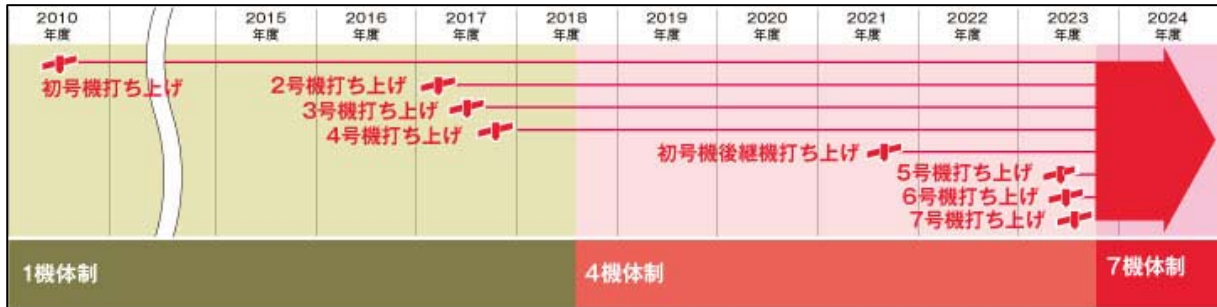 2010
年度
2015
年度
2016
年度
2017
年度
2018
年度
2019
年度
2020
年度
2021
年度
2022
年度
2023
年度
2024
年度
初号機打ち上げ
2号機打ち上げ
3号機打ち上げ
4号機打ち上げ
初号機後継機打ち上げ
5号機打ち上げ
6号機打ち上げ
7号機打ち上げ
1機体制
4機体制
7機体制